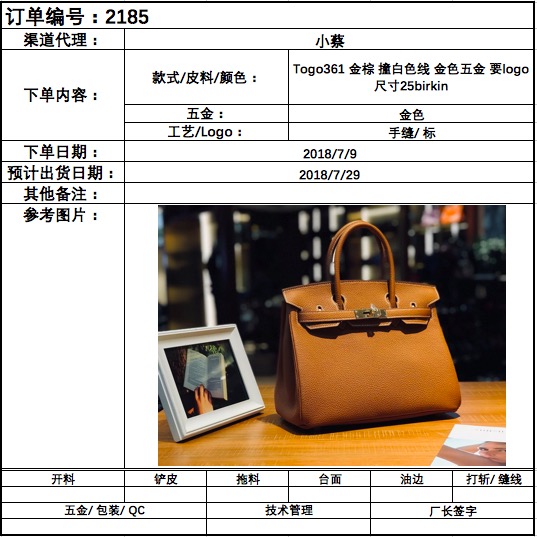 订单编号：2185
渠道代理： 小蔡
下单内容： 款式/皮料/颜色： Togo361 金棕 撞白色线 金色五金 要logo
尺寸25birkin
五金： 金色
工艺/Logo： 手缝/ 标
下单日期： 2018/7/9
预计出货日期： 2018/7/29
其他备注：
参考图片：
开料 铲皮 拖料 台面 油边 打斩/ 缝线
五金/ 包装/ QC 技术管理 厂长签字